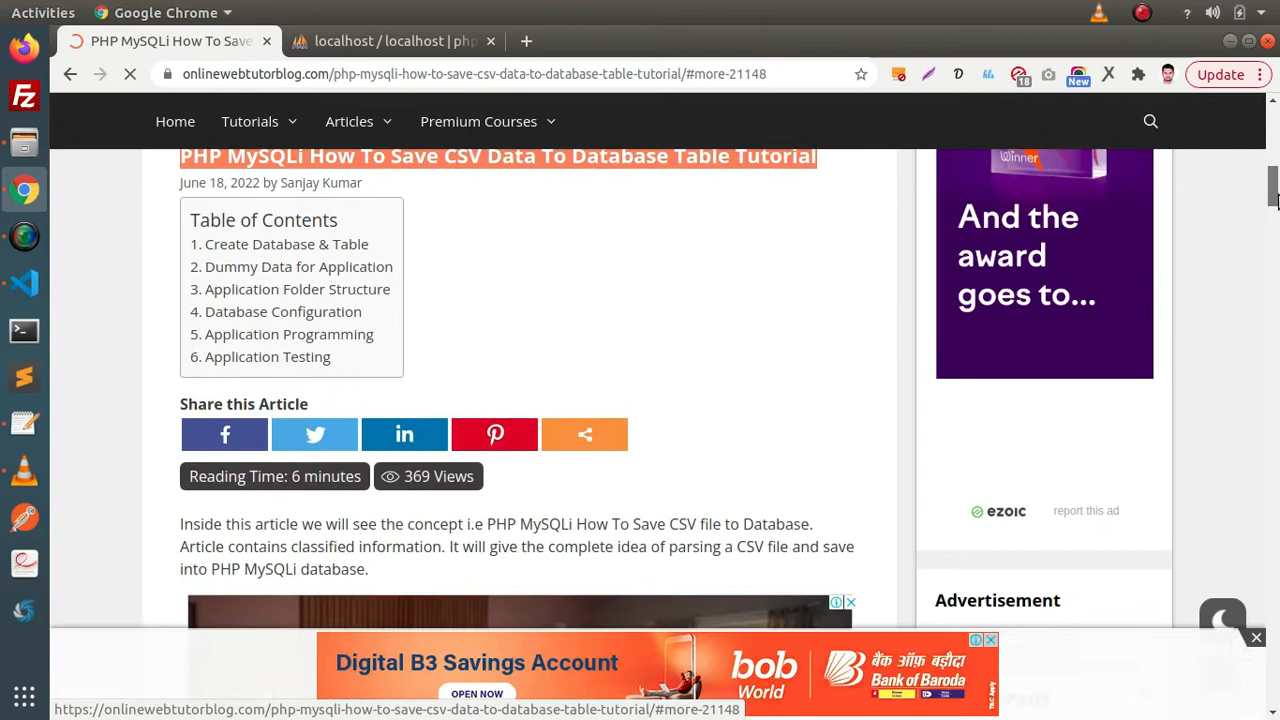 Activities
Google Chrome
PHP MySQLi How To Save
localhost / localhost | php
onlinewebtutorblog.com/php-mysqli-how-to-save-csv-data-to-database-table-tutorial/#more-21148
18
New
Update
Home
Tutorials
Articles
Premium Courses
PHP MySQLi How To Save CSV Data To Database Table Tutorial
June 18, 2022 by Sanjay Kumar
Table of Contents
1. Create Database & Table
2. Dummy Data for Application
3. Application Folder Structure
4. Database Configuration
5. Application Programming
6. Application Testing
Share this Article
Reading Time: 6 minutes
369 Views
Inside this article we will see the concept i.e PHP MySQLi How To Save CSV file to Database.
Article contains classified information. It will give the complete idea of parsing a CSV file and save
into PHP MySQLi database.
Winner
And the
award
goes to...
ezoic
report this ad
Advertisement
Digital B3 Savings Account
OPEN NOW
bob
World
बैंक ऑफ़ बड़ौदा
Bank of Baroda
https://onlinewebtutorblog.com/php-mysqli-how-to-save-csv-data-to-database-table-tutorial/#more-21148